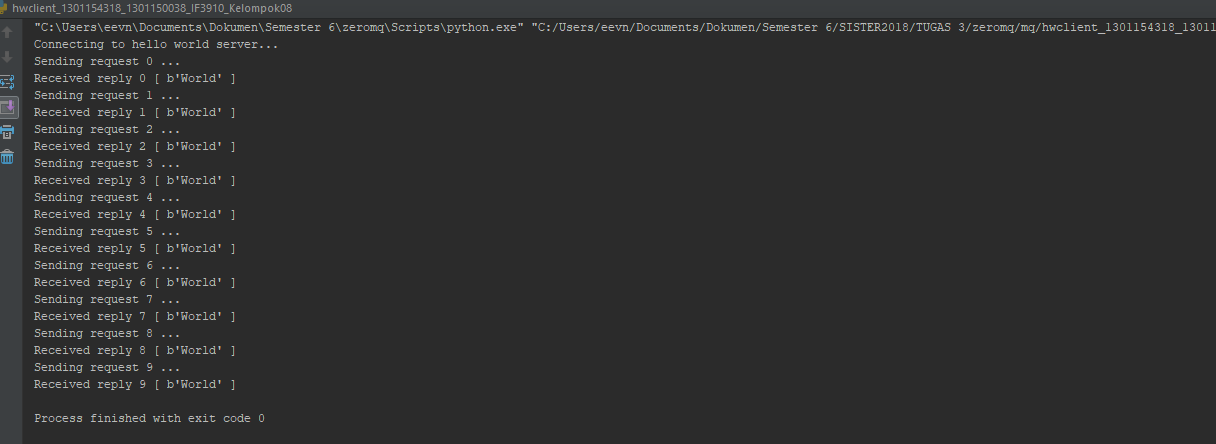 hwclient_1301154318_1301150038_IF3910_Kelompok08
"C:\Users\eevn\Documents\Dokumen\Semester 6\zeromq\Scripts\python.exe" "C:/Users/eevn/Documents/Dokumen/Semester 6/SISTER2018/TUGAS 3/zeromq/mq/hwclient_1301154318_13011
Connecting to hello world server...
Sending request 0 ...
Received reply 0 [ b'World' ]
Sending request 1 ...
Received reply 1 [ b'World' ]
Sending request 2 ...
Received reply 2 [ b'World' ]
Sending request 3 ...
Received reply 3 [ b'World' ]
Sending request 4 ...
Received reply 4 [ b'World' ]
Sending request 5 ...
Received reply 5 [ b'World' ]
Sending request 6 ...
Received reply 6 [ b'World' ]
Sending request 7 ...
Received reply 7 [ b'World' ]
Sending request 8 ...
Received reply 8 [ b'World' ]
Sending request 9 ...
Received reply 9 [ b'World' ]
Process finished with exit code 0